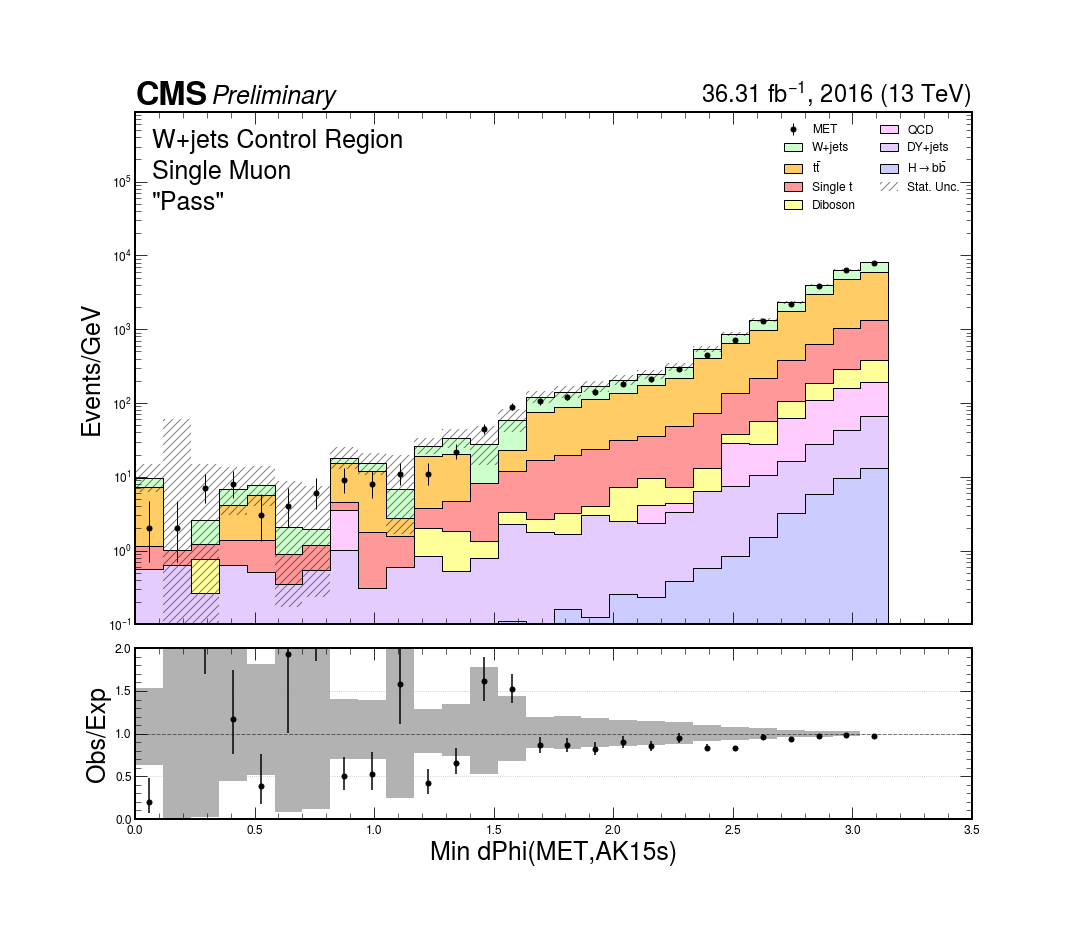 CMS Preliminary 36.31 fb⁻¹, 2016 (13 TeV)
W+jets Control Region
Single Muon
"Pass"
MET
W+jets
tt̄
Single t
Diboson
QCD
DY+jets
H→bb̄
Stat. Unc.
Events/GeV
10⁵
10⁴
10³
10²
10¹
10⁰
10⁻¹
Obs/Exp
2.0
1.5
1.0
0.5
0.0
0.0 0.5 1.0 1.5 2.0 2.5 3.0 3.5
Min dPhi(MET,AK15s)